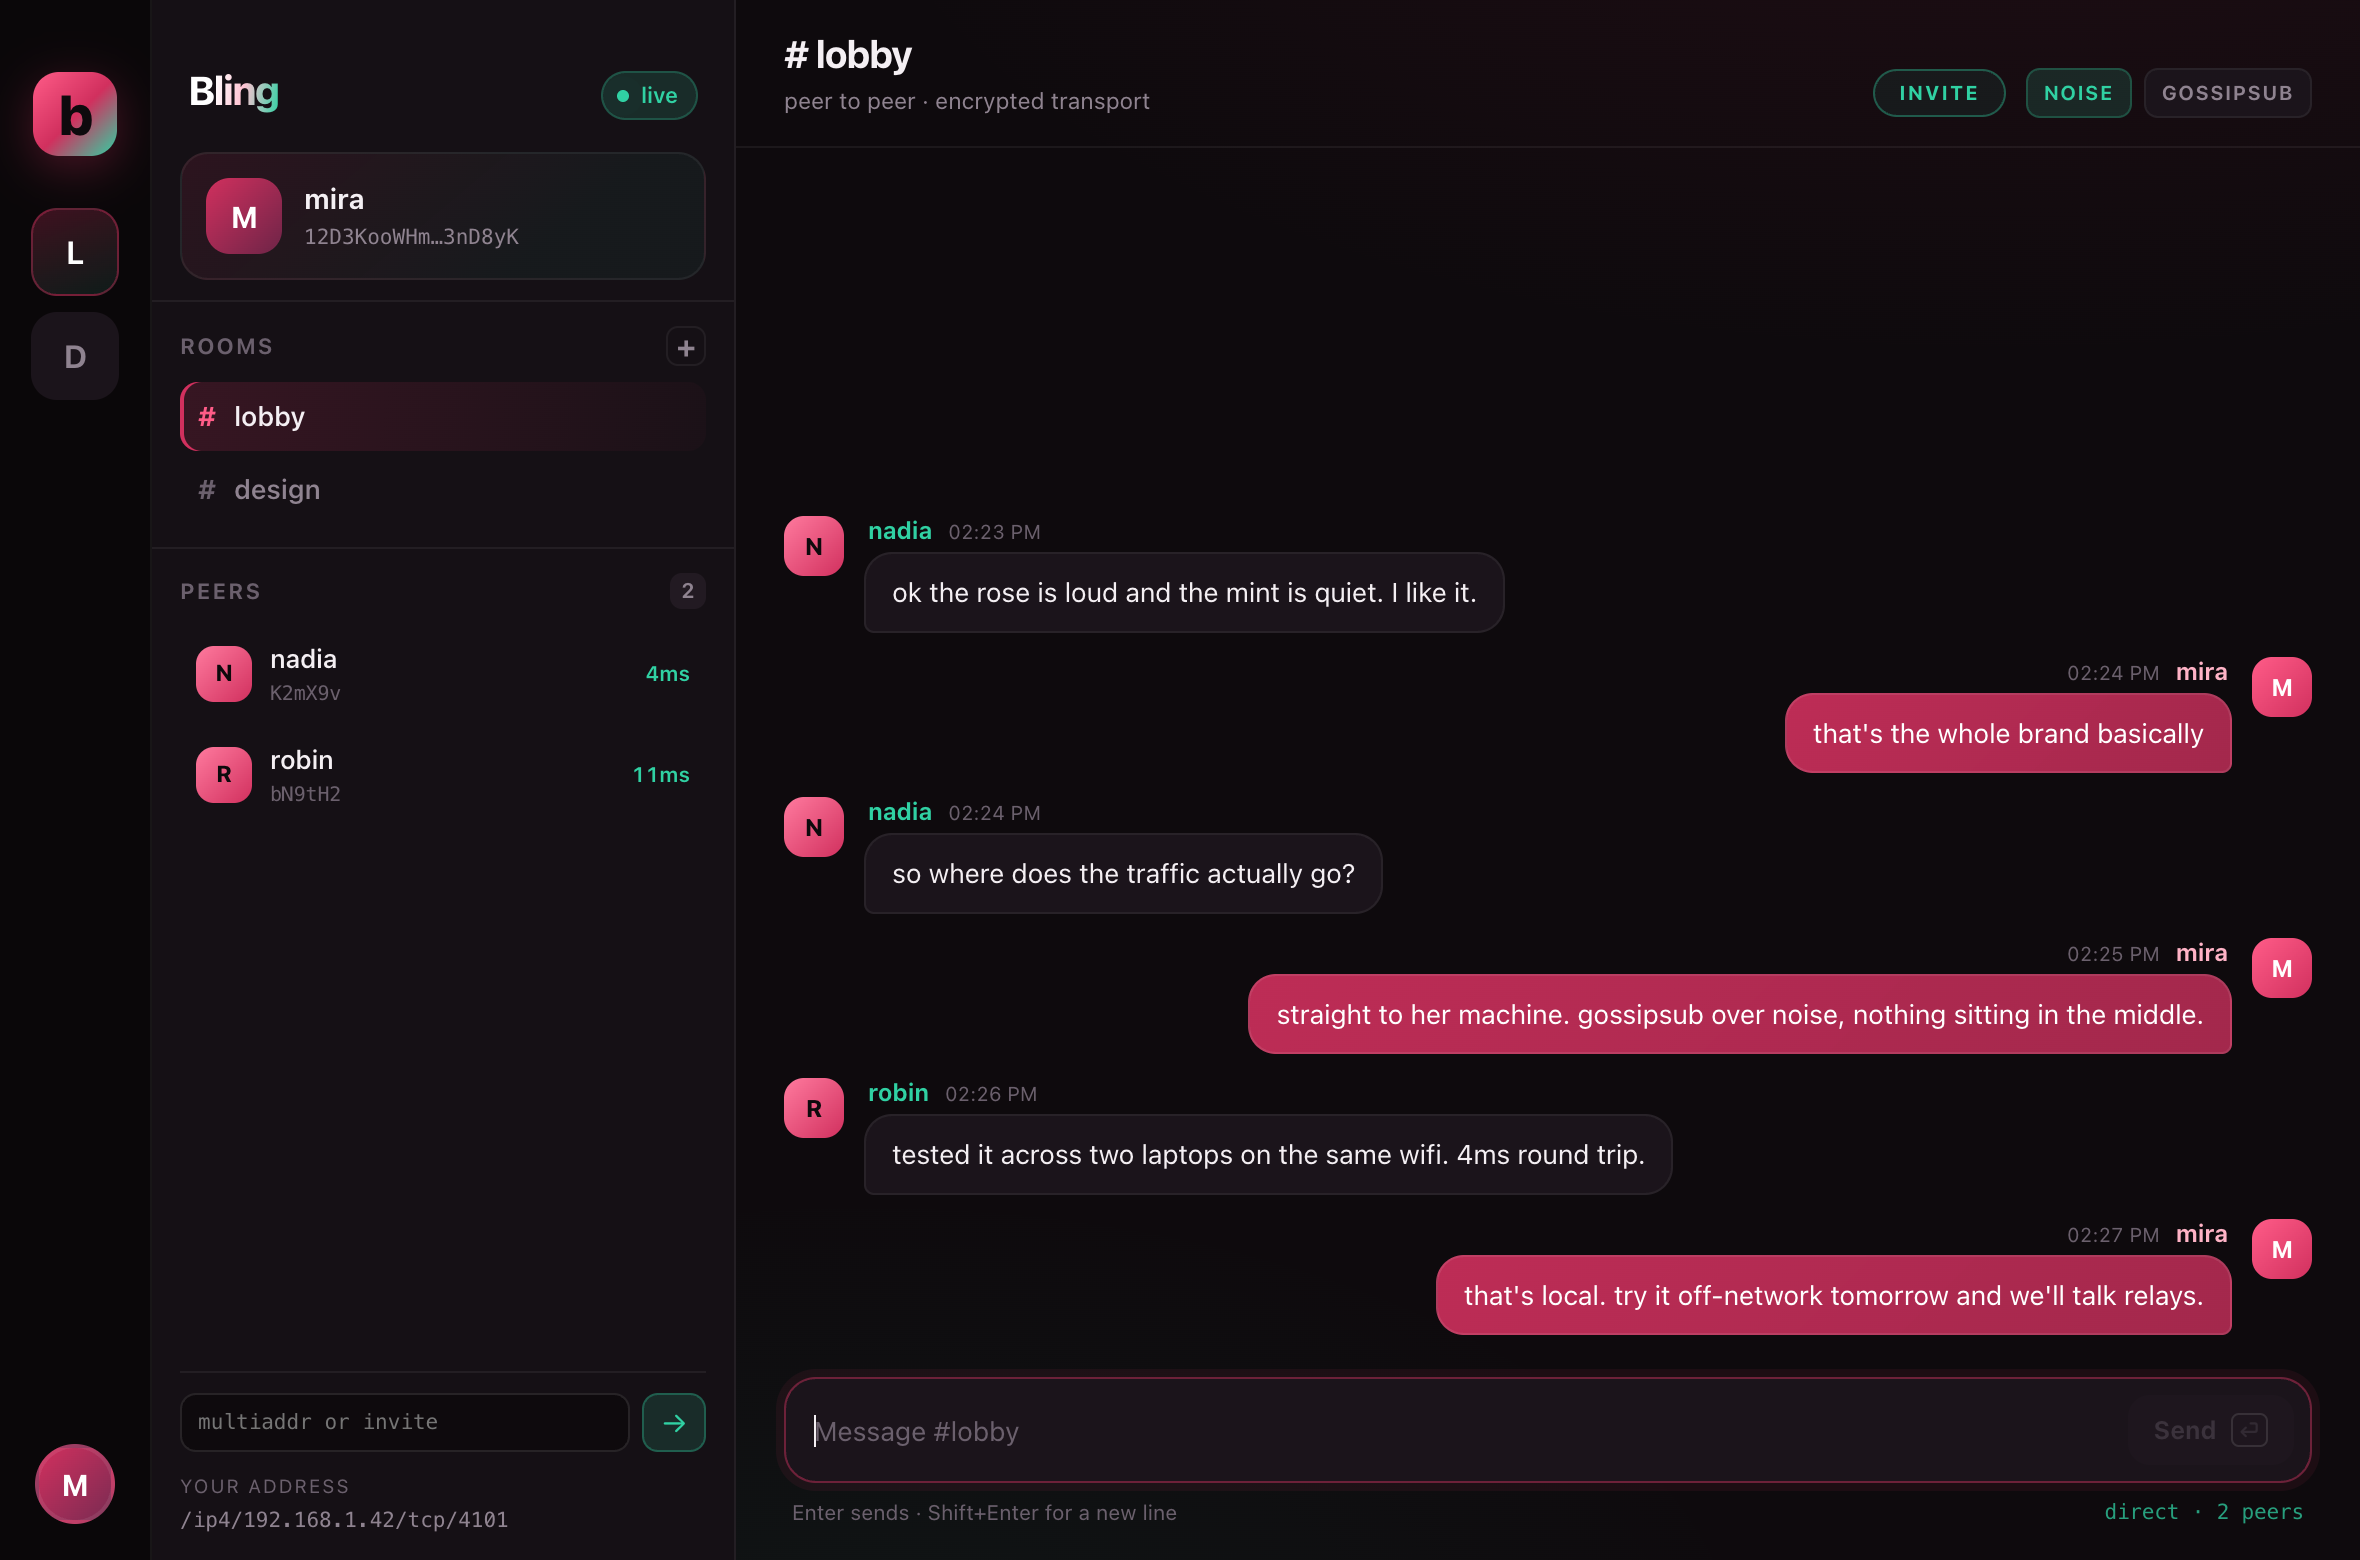 b
L
D
M
Bling
live
M
mira
12D3KooWHm…3nD8yK
ROOMS
+
# lobby
# design
PEERS
2
N
nadia
K2mX9v
4ms
R
robin
bN9tH2
11ms
multiaddr or invite
YOUR ADDRESS
/ip4/192.168.1.42/tcp/4101
# lobby
peer to peer · encrypted transport
INVITE
NOISE
GOSSIPSUB
N
nadia 02:23 PM
ok the rose is loud and the mint is quiet. I like it.
02:24 PM mira
M
that's the whole brand basically
N
nadia 02:24 PM
so where does the traffic actually go?
02:25 PM mira
M
straight to her machine. gossipsub over noise, nothing sitting in the middle.
R
robin 02:26 PM
tested it across two laptops on the same wifi. 4ms round trip.
02:27 PM mira
M
that's local. try it off-network tomorrow and we'll talk relays.
Message #lobby
Send
Enter sends · Shift+Enter for a new line
direct · 2 peers